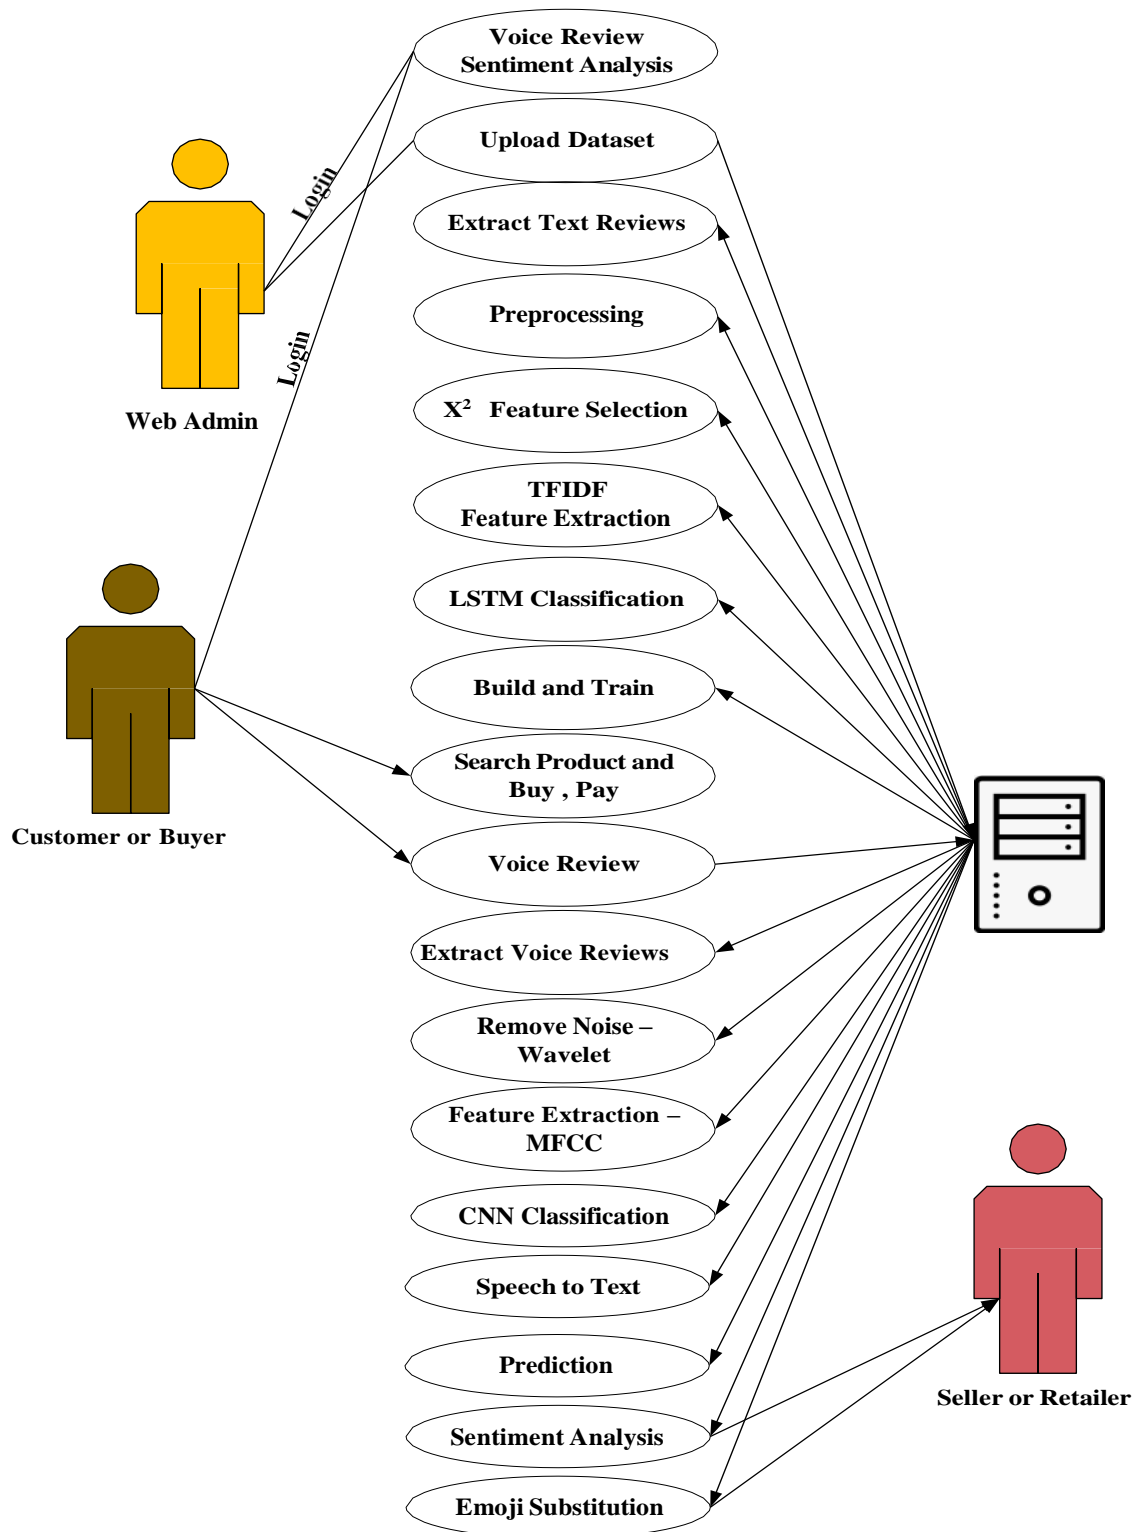 Voice Review
Sentiment Analysis
Upload Dataset
Login
Extract Text Reviews
Preprocessing
Login
X² Feature Selection
Web Admin
TFIDF
Feature Extraction
LSTM Classification
Build and Train
Search Product and
Buy , Pay
Customer or Buyer
Voice Review
Extract Voice Reviews
Remove Noise –
Wavelet
Feature Extraction –
MFCC
CNN Classification
Speech to Text
Prediction
Seller or Retailer
Sentiment Analysis
Emoji Substitution